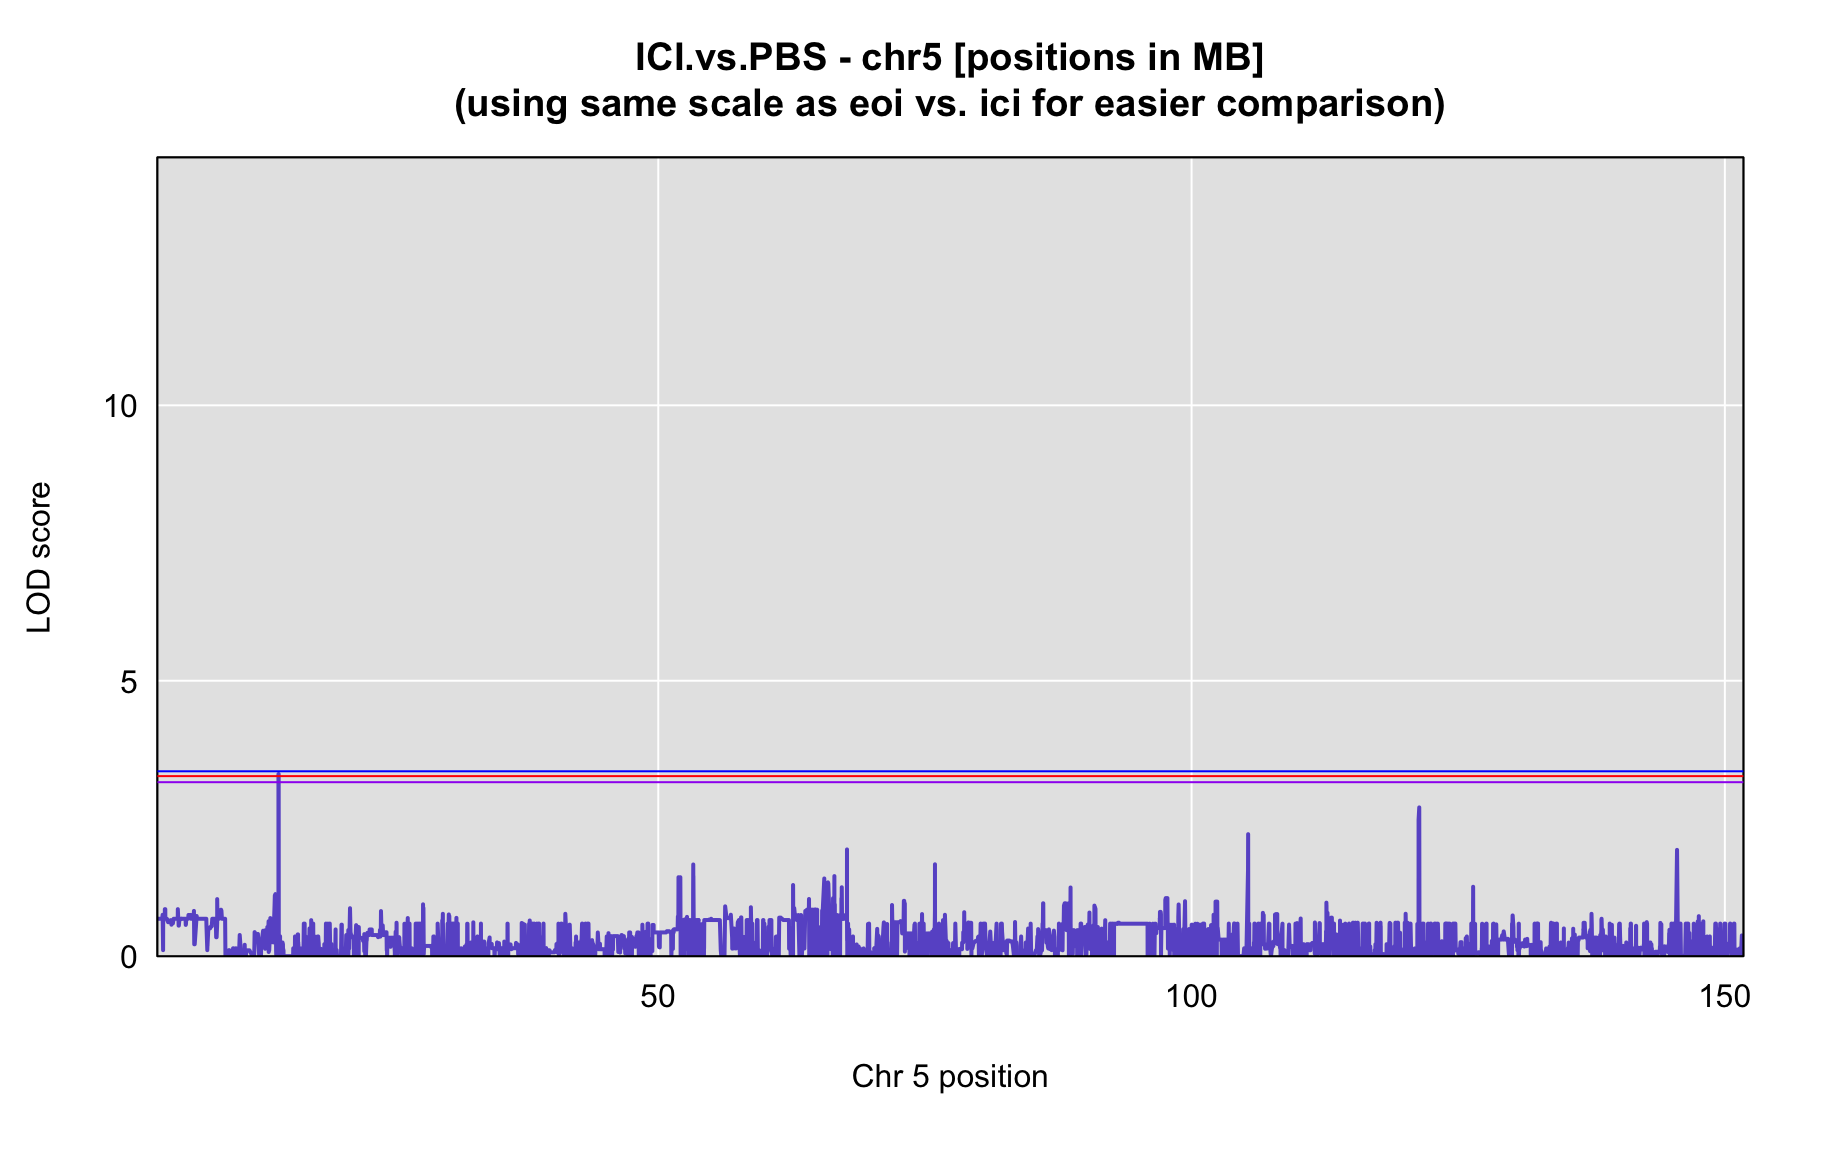 ICI.vs.PBS - chr5 [positions in MB]
(using same scale as eoi vs. ici for easier comparison)
10
5
0
LOD score
50
100
150
Chr 5 position